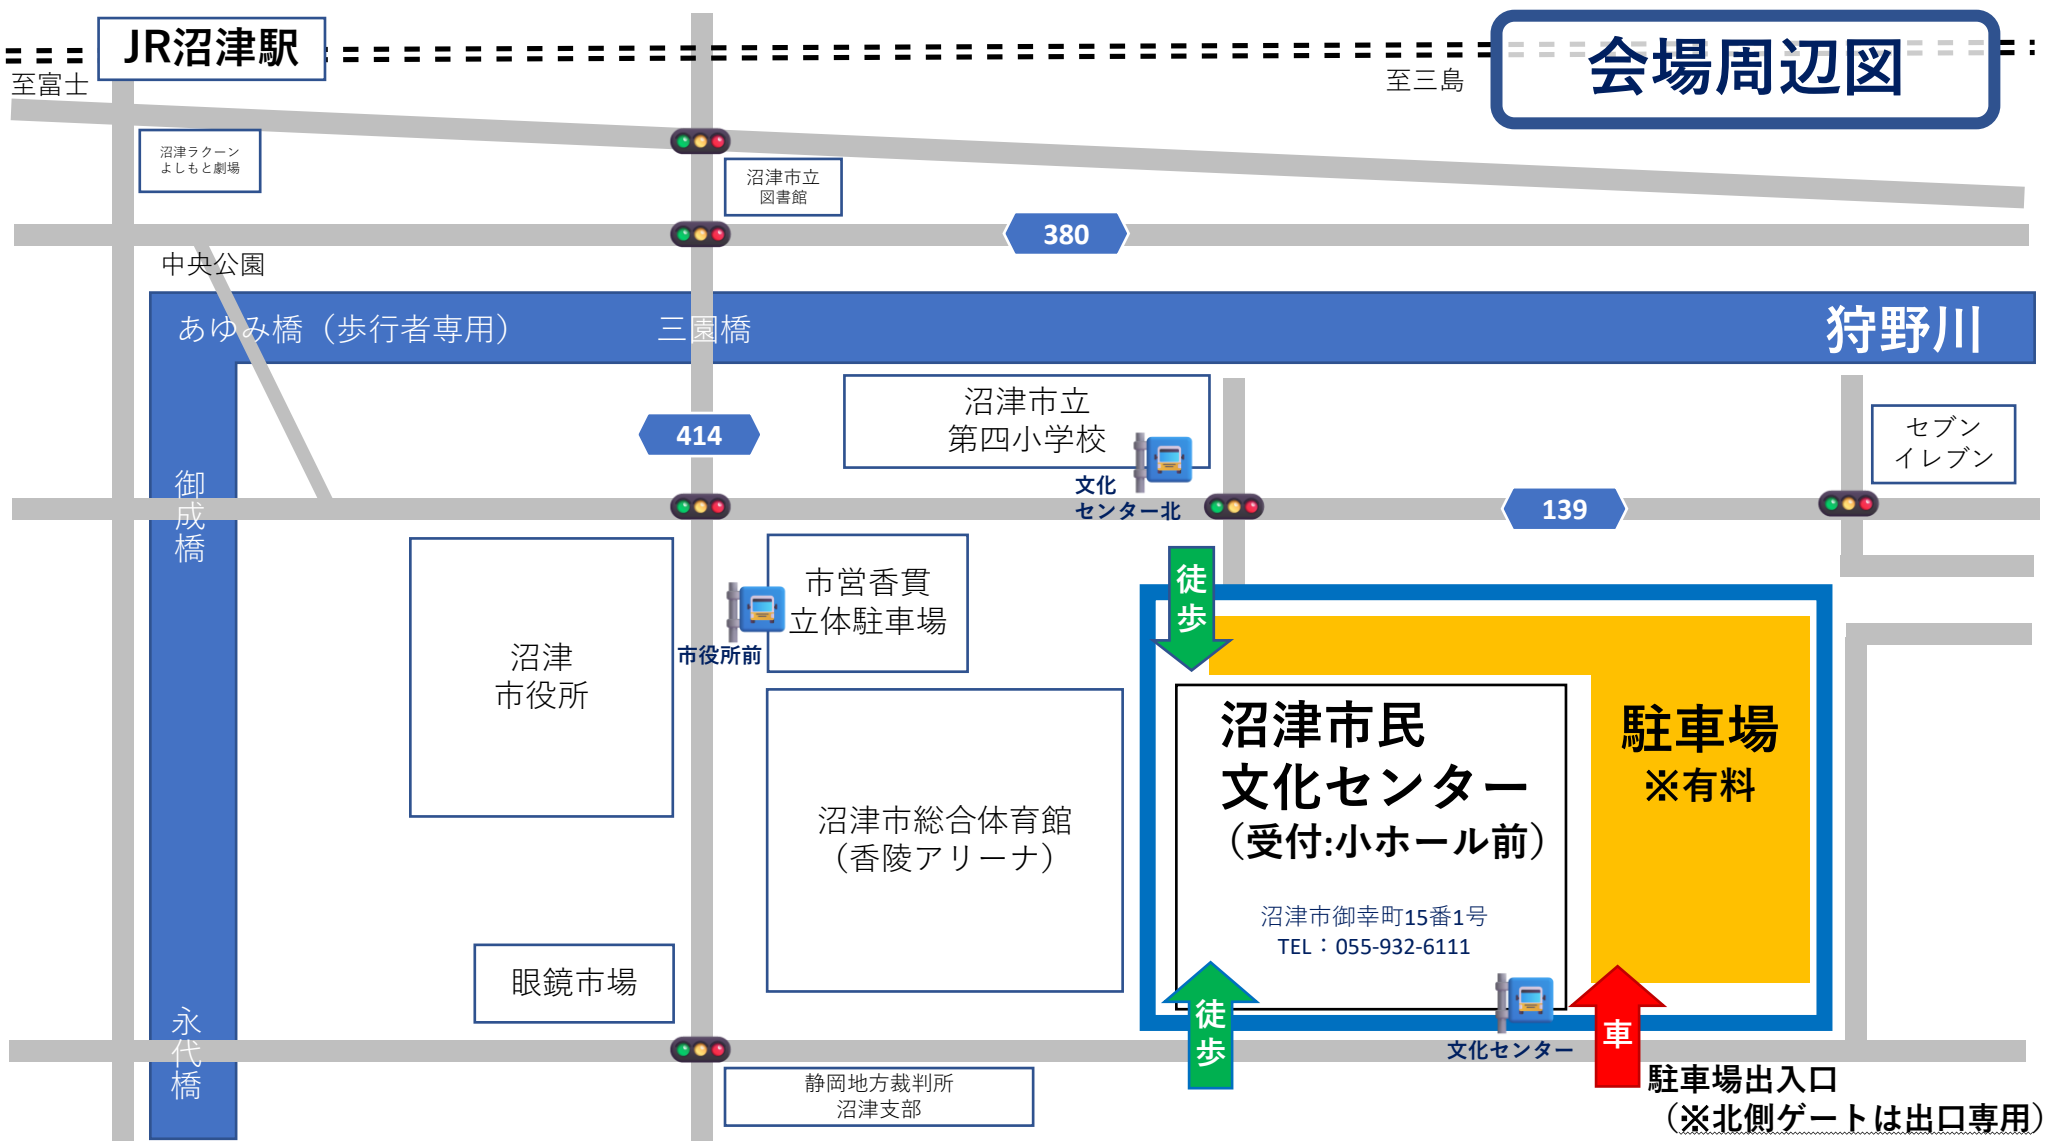 JR沼津駅
会場周辺図
至富士
至三島
沼津ラクーン
よしもと劇場
沼津市立
図書館
380
中央公園
あゆみ橋（歩行者専用）
三園橋
狩野川
414
沼津市立
第四小学校
セブン
イレブン
御成橋
文化
センター北
139
市営香貫
立体駐車場
徒歩
市役所前
沼津
市役所
沼津市民
文化センター
（受付:小ホール前）
駐車場
※有料
沼津市総合体育館
（香陵アリーナ）
沼津市御幸町15番1号
TEL：055-932-6111
眼鏡市場
永代橋
徒歩
車
文化センター
静岡地方裁判所
沼津支部
駐車場出入口
（※北側ゲートは出口専用）